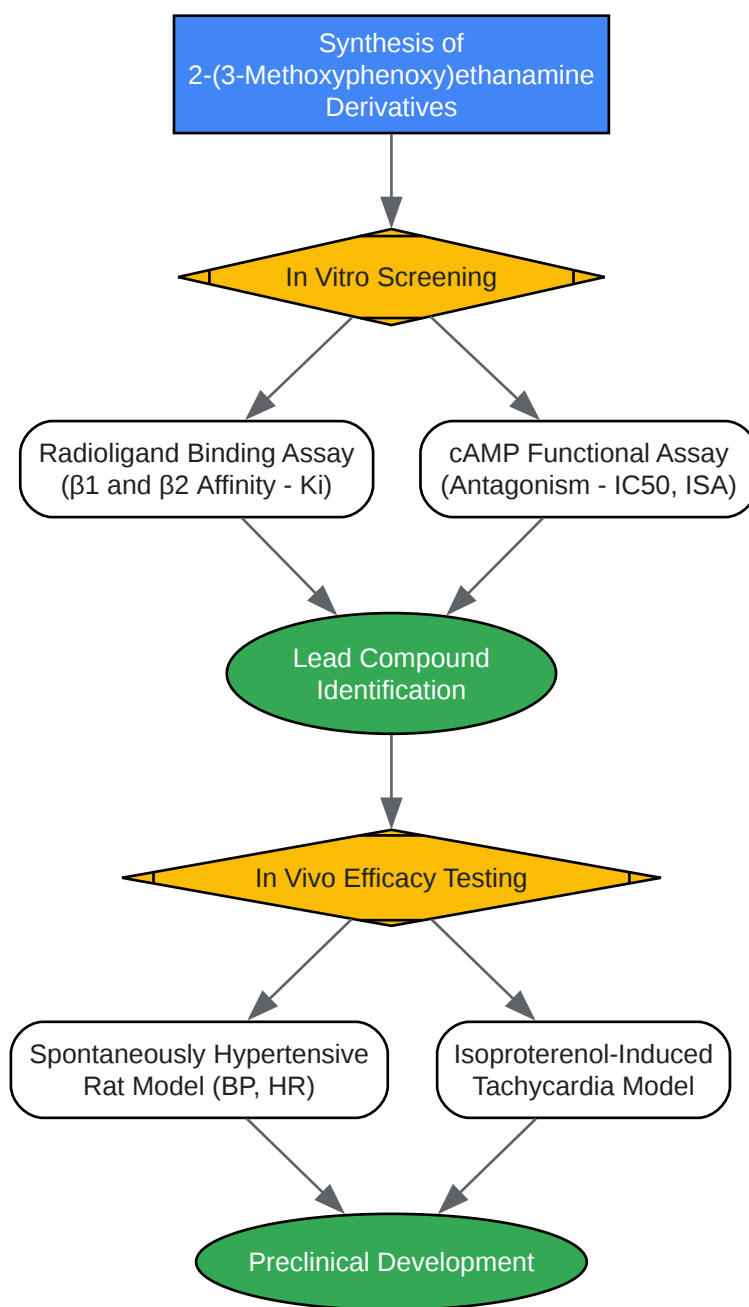 Synthesis of
2-(3-Methoxyphenoxy)ethanamine
Derivatives
In Vitro Screening
Radioligand Binding Assay
(β1 and β2 Affinity - Ki)
cAMP Functional Assay
(Antagonism - IC50, ISA)
Lead Compound
Identification
In Vivo Efficacy Testing
Spontaneously Hypertensive
Rat Model (BP, HR)
Isoproterenol-Induced
Tachycardia Model
Preclinical Development